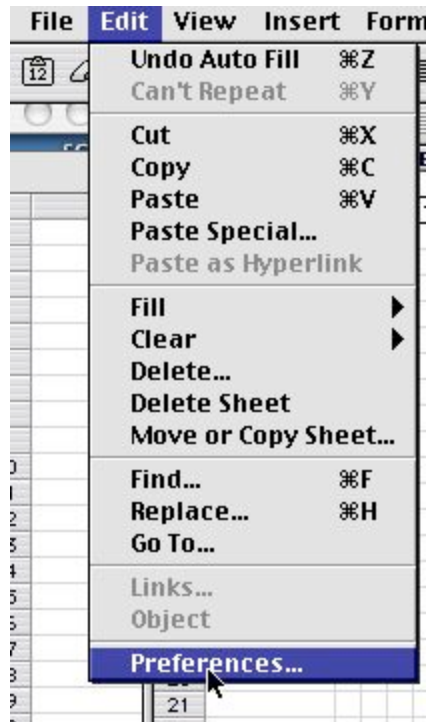 File Edit View Insert Form
12
Undo Auto Fill ⌘Z
Can't Repeat ⌘Y
Cut ⌘X
Copy ⌘C
Paste ⌘V
Paste Special...
Paste as Hyperlink
Fill
Clear
Delete...
Delete Sheet
Move or Copy Sheet...
Find... ⌘F
Replace... ⌘H
Go To...
Links...
Object
Preferences...
21